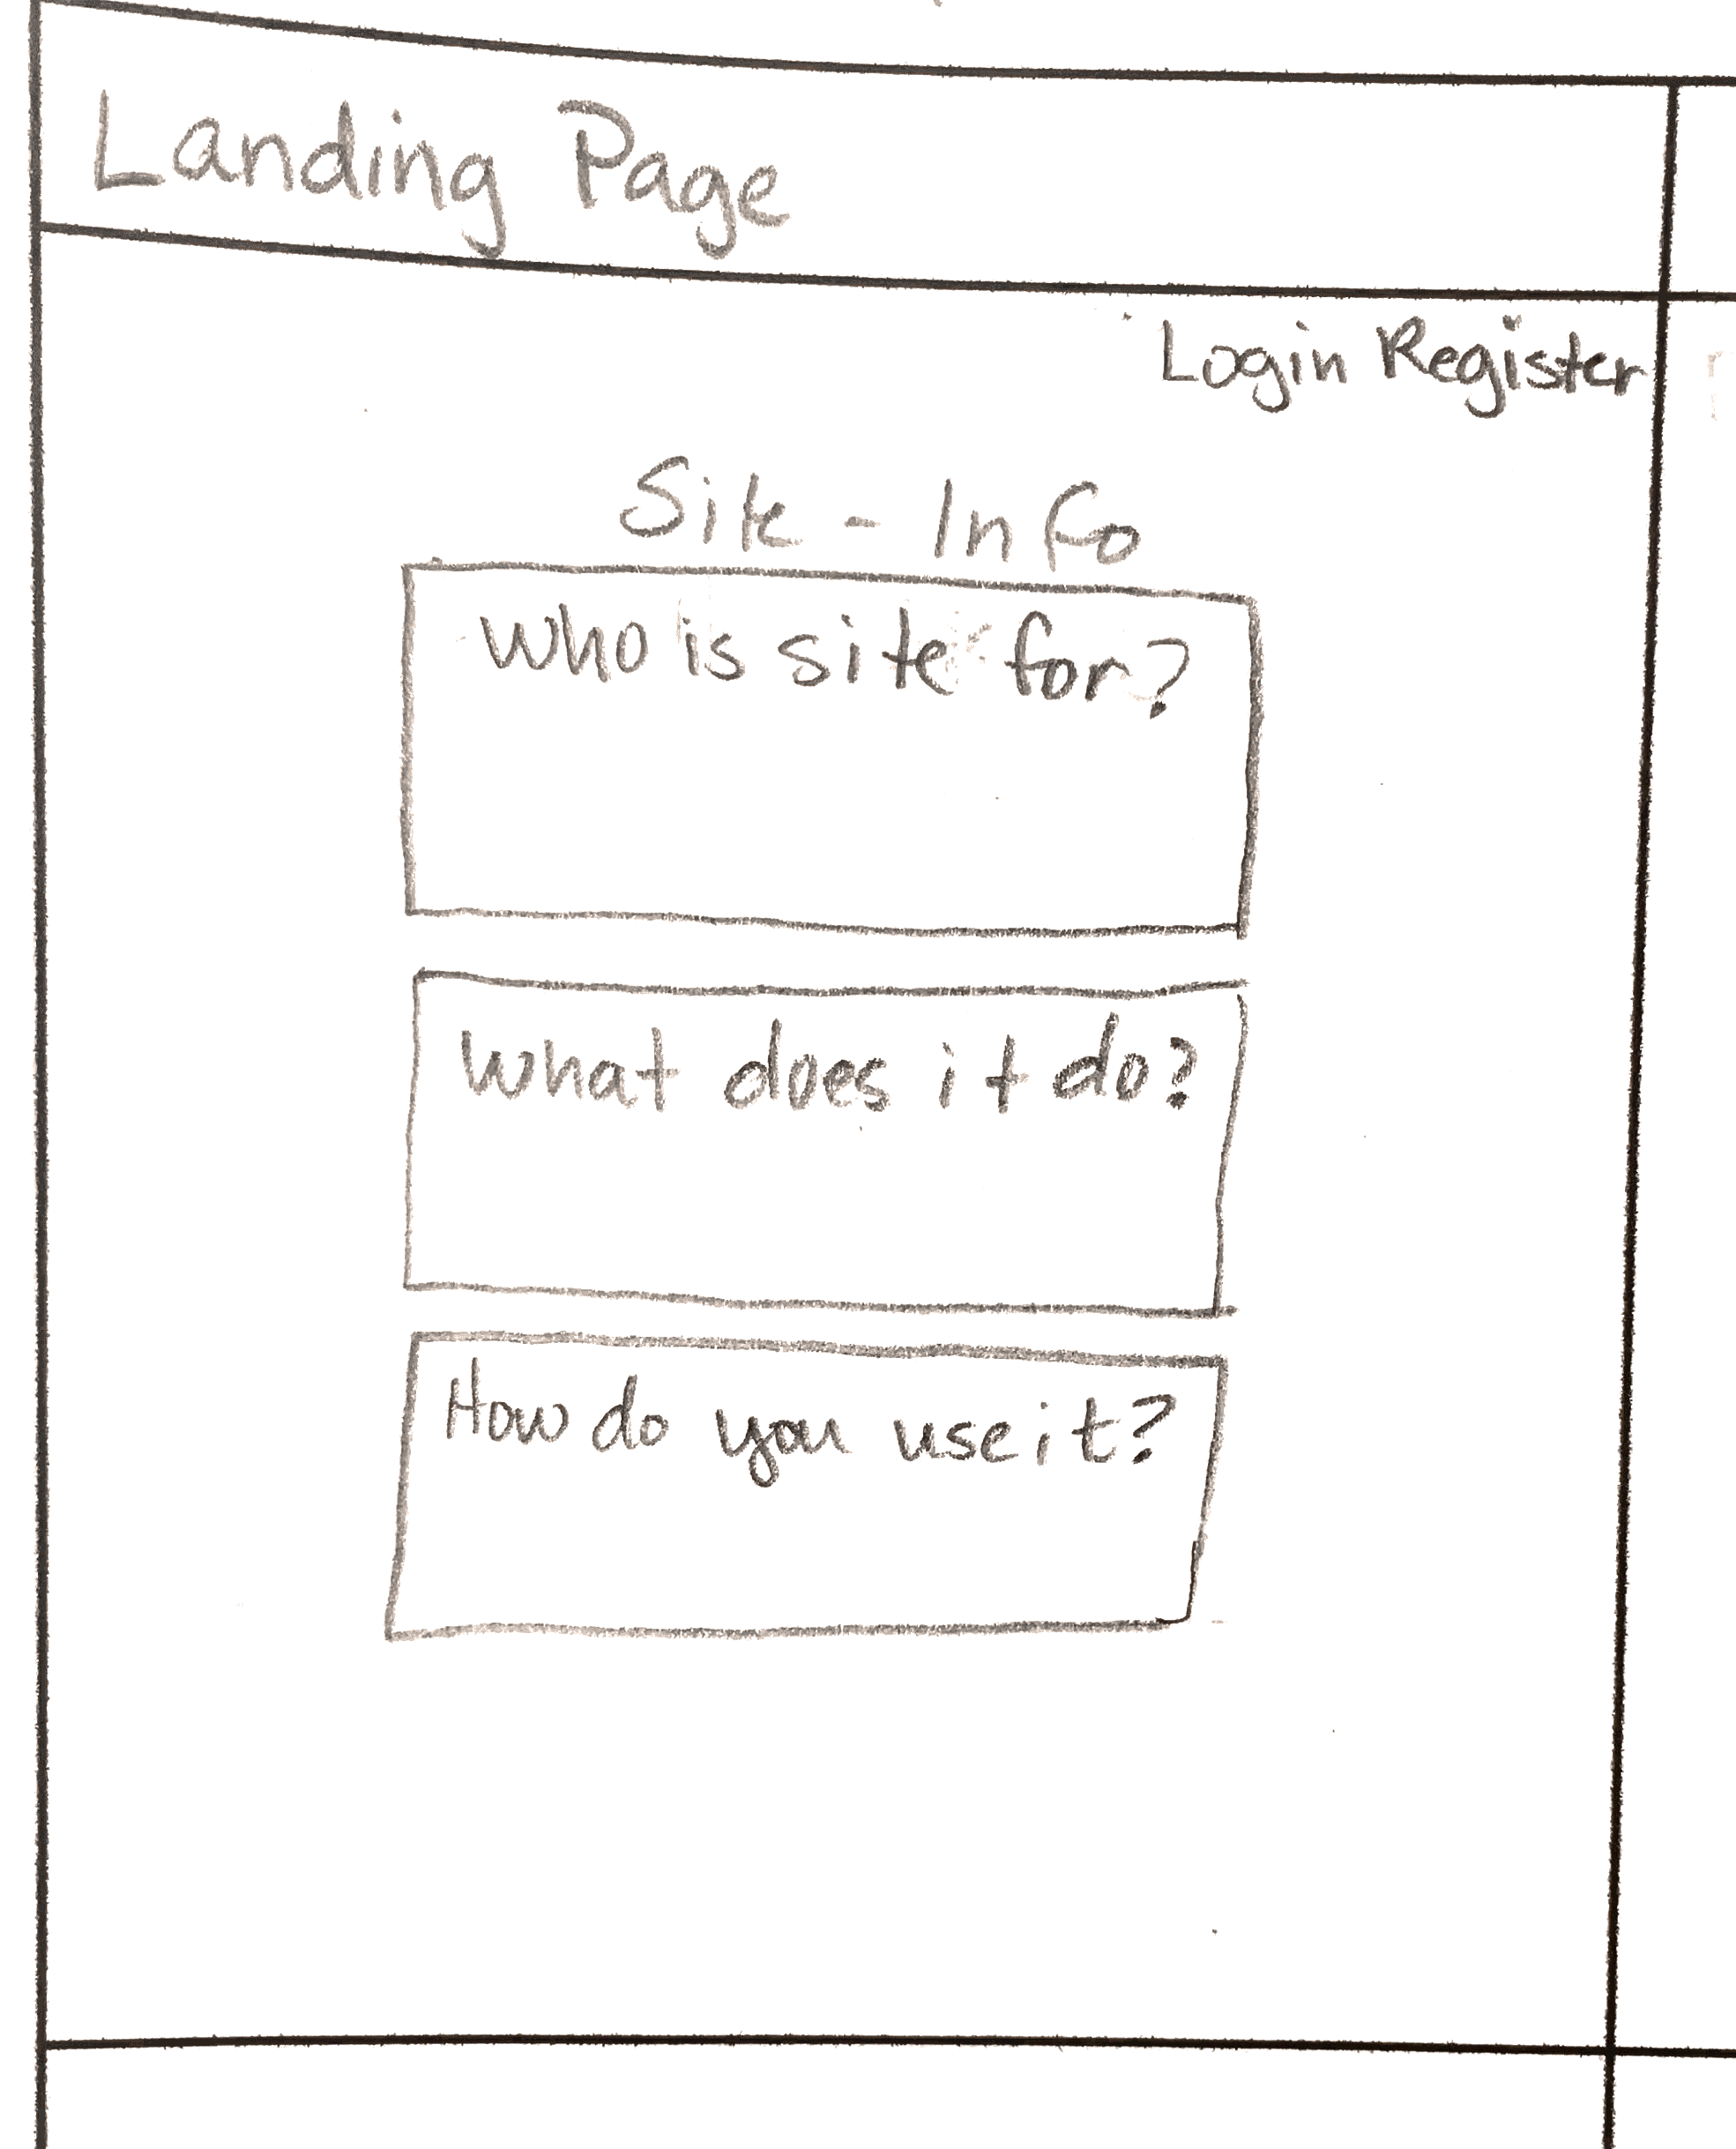 Landing Page
Login Register
Site - Info
Who is site for?
What does it do?
How do you use it?